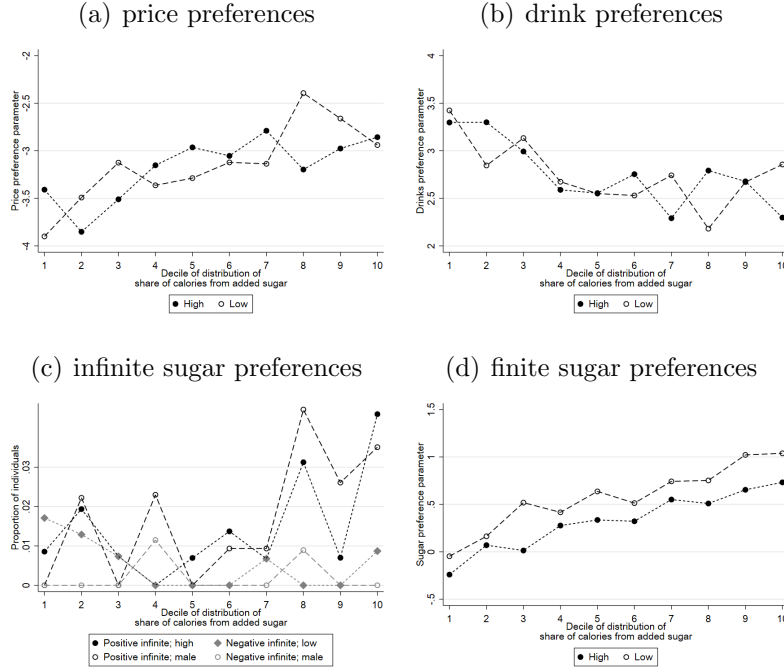 (a) price preferences
(b) drink preferences
Price preference parameter
-2
-2.5
-3
-3.5
-4
1 2 3 4 5 6 7 8 9 10
Decile of distribution of
share of calories from added sugar
High Low
Drinks preference parameter
4
3.5
3
2.5
2
1 2 3 4 5 6 7 8 9 10
Decile of distribution of
share of calories from added sugar
High Low
(c) infinite sugar preferences
(d) finite sugar preferences
Proportion of individuals
.03
.02
.01
0
1 2 3 4 5 6 7 8 9 10
Decile of distribution of
share of calories from added sugar
Positive infinite; high Negative infinite; low
Positive infinite; male Negative infinite; male
Sugar preference parameter
1.5
1
.5
0
-.5
1 2 3 4 5 6 7 8 9 10
Decile of distribution of
share of calories from added sugar
High Low